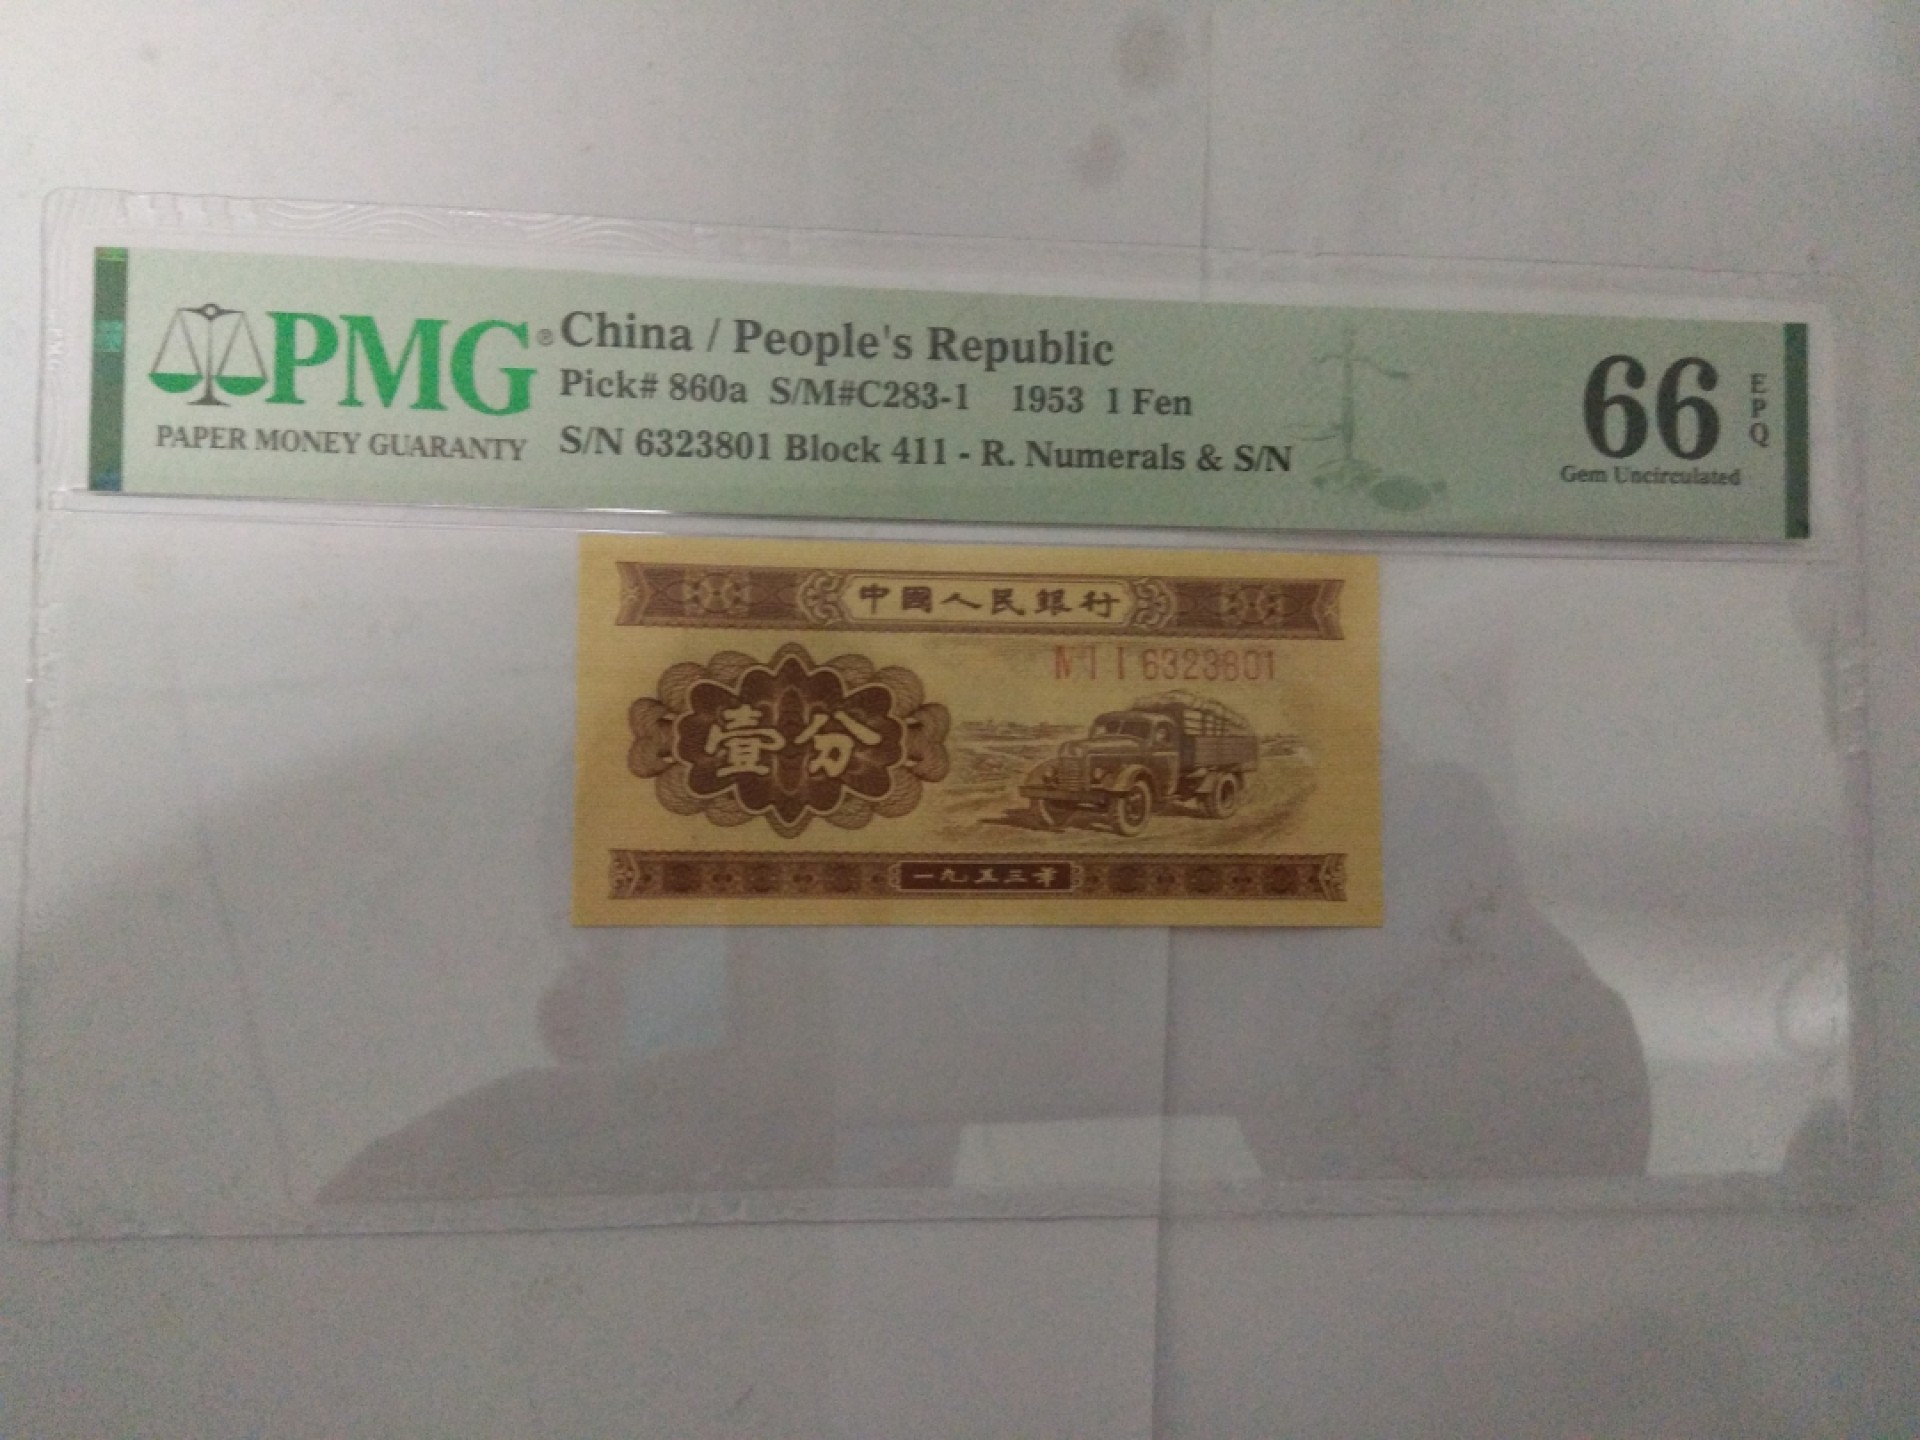 PMG®
PAPER MONEY GUARANTY
China / People's Republic
Pick# 860a S/M#C283-1 1953 1 Fen
S/N 6323801 Block 411 - R. Numerals & S/N
66
EPQ
Gem Uncirculated
中國人民銀行
ⅣⅠⅠ 6323801
壹分
一九五三年